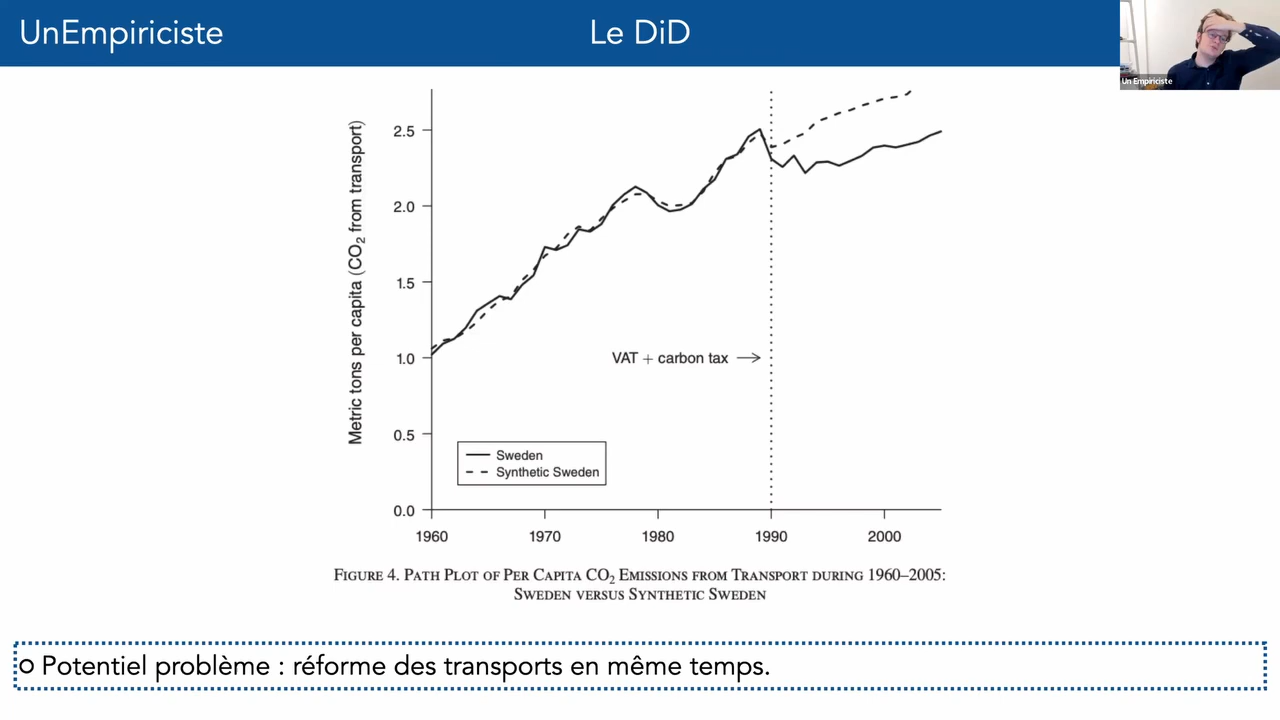 UnEmpiriciste
Le DiD
Un Empiriciste
Metric tons per capita (CO₂ from transport)
2.5
2.0
1.5
1.0
0.5
0.0
VAT + carbon tax
Sweden
Synthetic Sweden
1960 1970 1980 1990 2000
FIGURE 4. PATH PLOT OF PER CAPITA CO₂ EMISSIONS FROM TRANSPORT DURING 1960–2005:
SWEDEN VERSUS SYNTHETIC SWEDEN
Potentiel problème : réforme des transports en même temps.